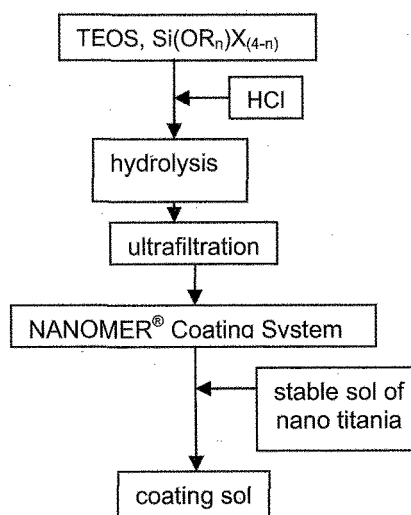 TEOS, Si(ORₙ)X₍₄₋ₙ₎
HCl
hydrolysis
ultrafiltration
NANOMER® Coating System
stable sol of
nano titania
coating sol